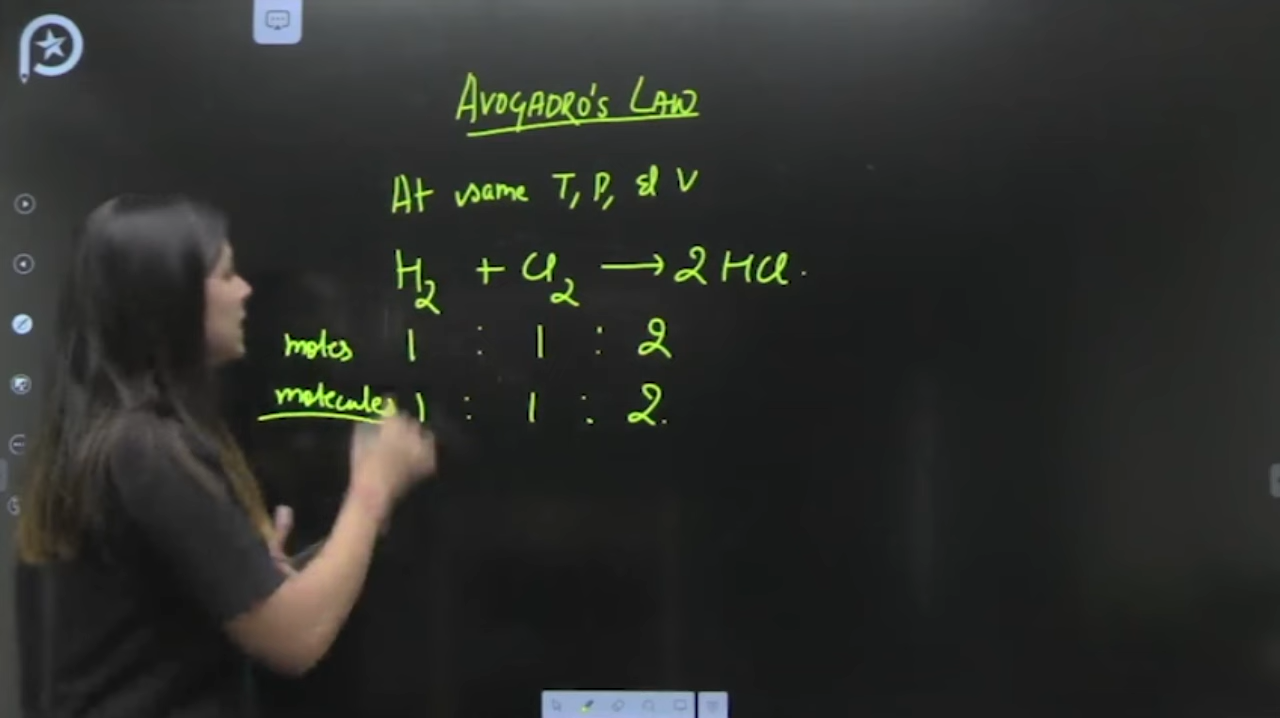 AVOGADRO'S LAW
At same T, P, & V
H₂ + Cl₂ → 2 HCl.
moles 1 : 1 : 2
molecules 1 : 1 : 2.